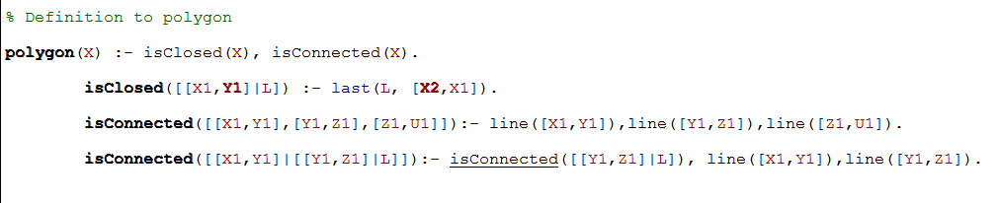 % Definition to polygon
polygon(X) :- isClosed(X), isConnected(X).
isClosed([[X1,Y1]|L]) :- last(L, [X2,X1]).
isConnected([[X1,Y1],[Y1,Z1],[Z1,U1]]):- line([X1,Y1]),line([Y1,Z1]),line([Z1,U1]).
isConnected([[X1,Y1]|[[Y1,Z1]|L]]):- isConnected([[Y1,Z1]|L]), line([X1,Y1]),line([Y1,Z1]).